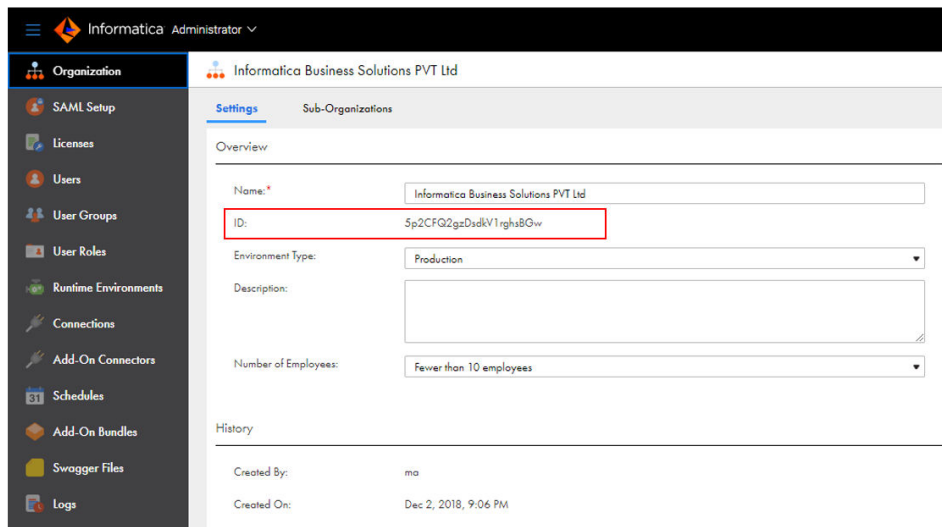 Informatica Administrator
Organization
SAML Setup
Licenses
Users
User Groups
User Roles
Runtime Environments
Connections
Add-On Connectors
31 Schedules
Add-On Bundles
Swagger Files
Logs
Informatica Business Solutions PVT Ltd
Settings Sub-Organizations
Overview
Name:* Informatica Business Solutions PVT Ltd
ID: 5p2CFQ2gzDsdkV1rghsBGw
Environment Type: Production
Description:
Number of Employees: Fewer than 10 employees
History
Created By: ma
Created On: Dec 2, 2018, 9:06 PM